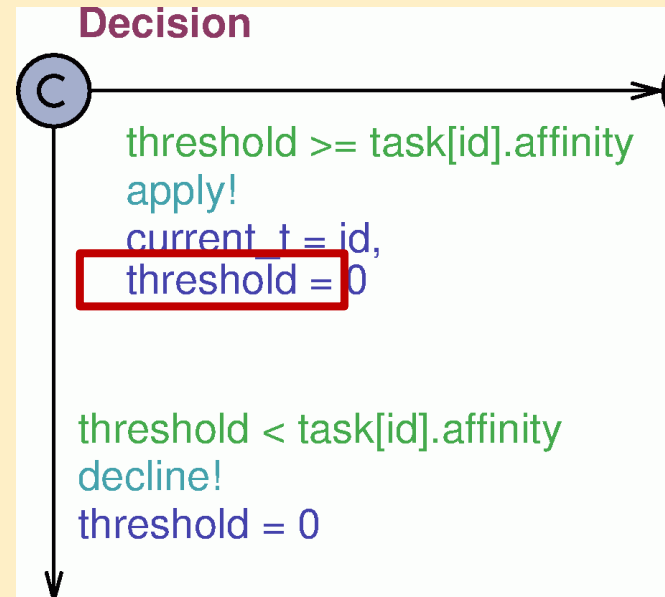 Decision
C
threshold >= task[id].affinity
apply!
current_t = id,
threshold = 0
threshold < task[id].affinity
decline!
threshold = 0